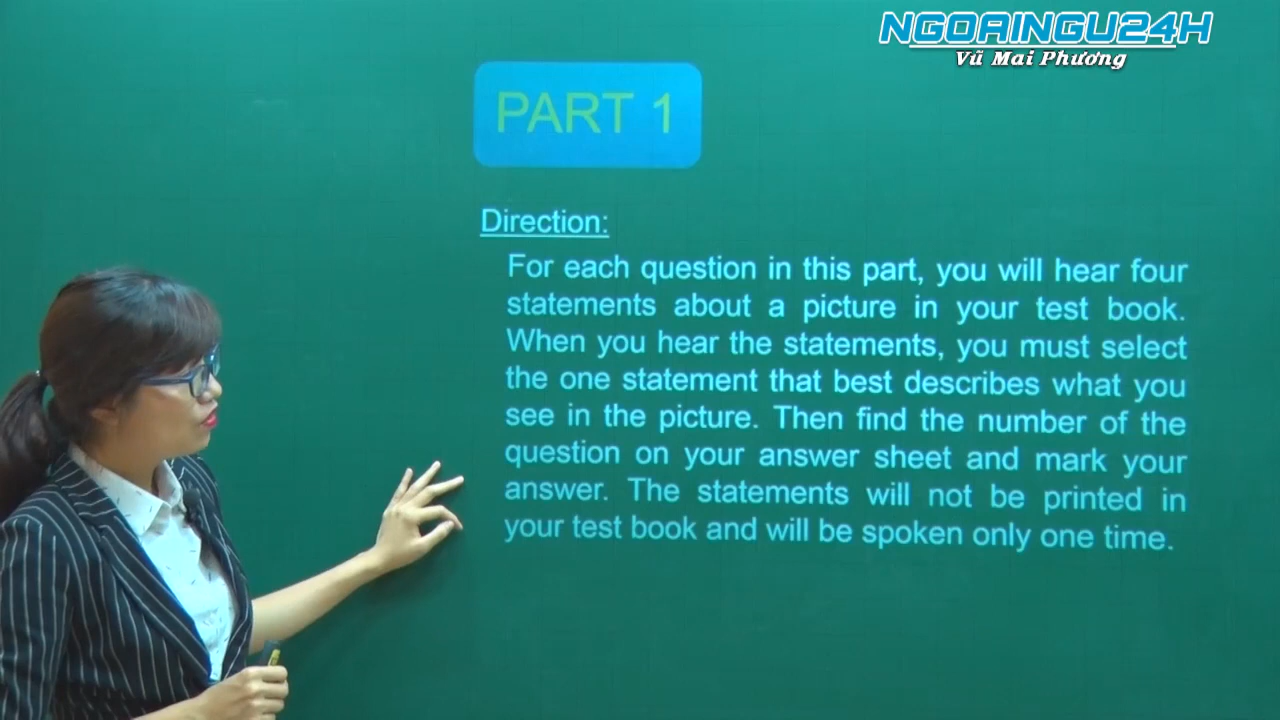 NGOAINGU24H
Vũ Mai Phương
PART 1
Direction:
For each question in this part, you will hear four
statements about a picture in your test book.
When you hear the statements, you must select
the one statement that best describes what you
see in the picture. Then find the number of the
question on your answer sheet and mark your
answer. The statements will not be printed in
your test book and will be spoken only one time.